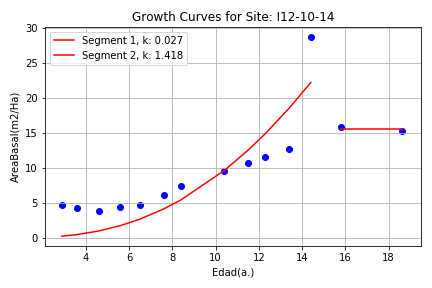 Growth Curves for Site: I12-10-14
Segment 1, k: 0.027
Segment 2, k: 1.418
AreaBasal(m2/Ha)
30
25
20
15
10
5
0
4 6 8 10 12 14 16 18
Edad(a.)